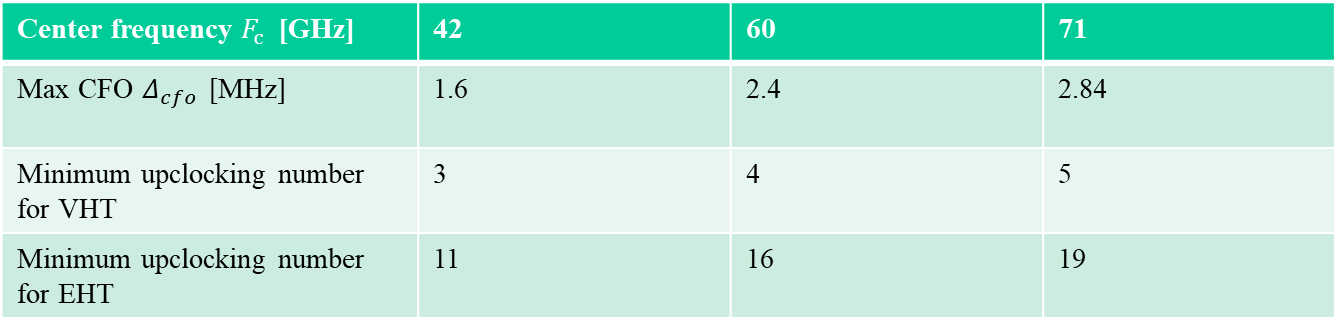 Center frequency F_c [GHz] 42 60 71
Max CFO Δ_cfo [MHz] 1.6 2.4 2.84
Minimum upclocking number
for VHT 3 4 5
Minimum upclocking number
for EHT 11 16 19